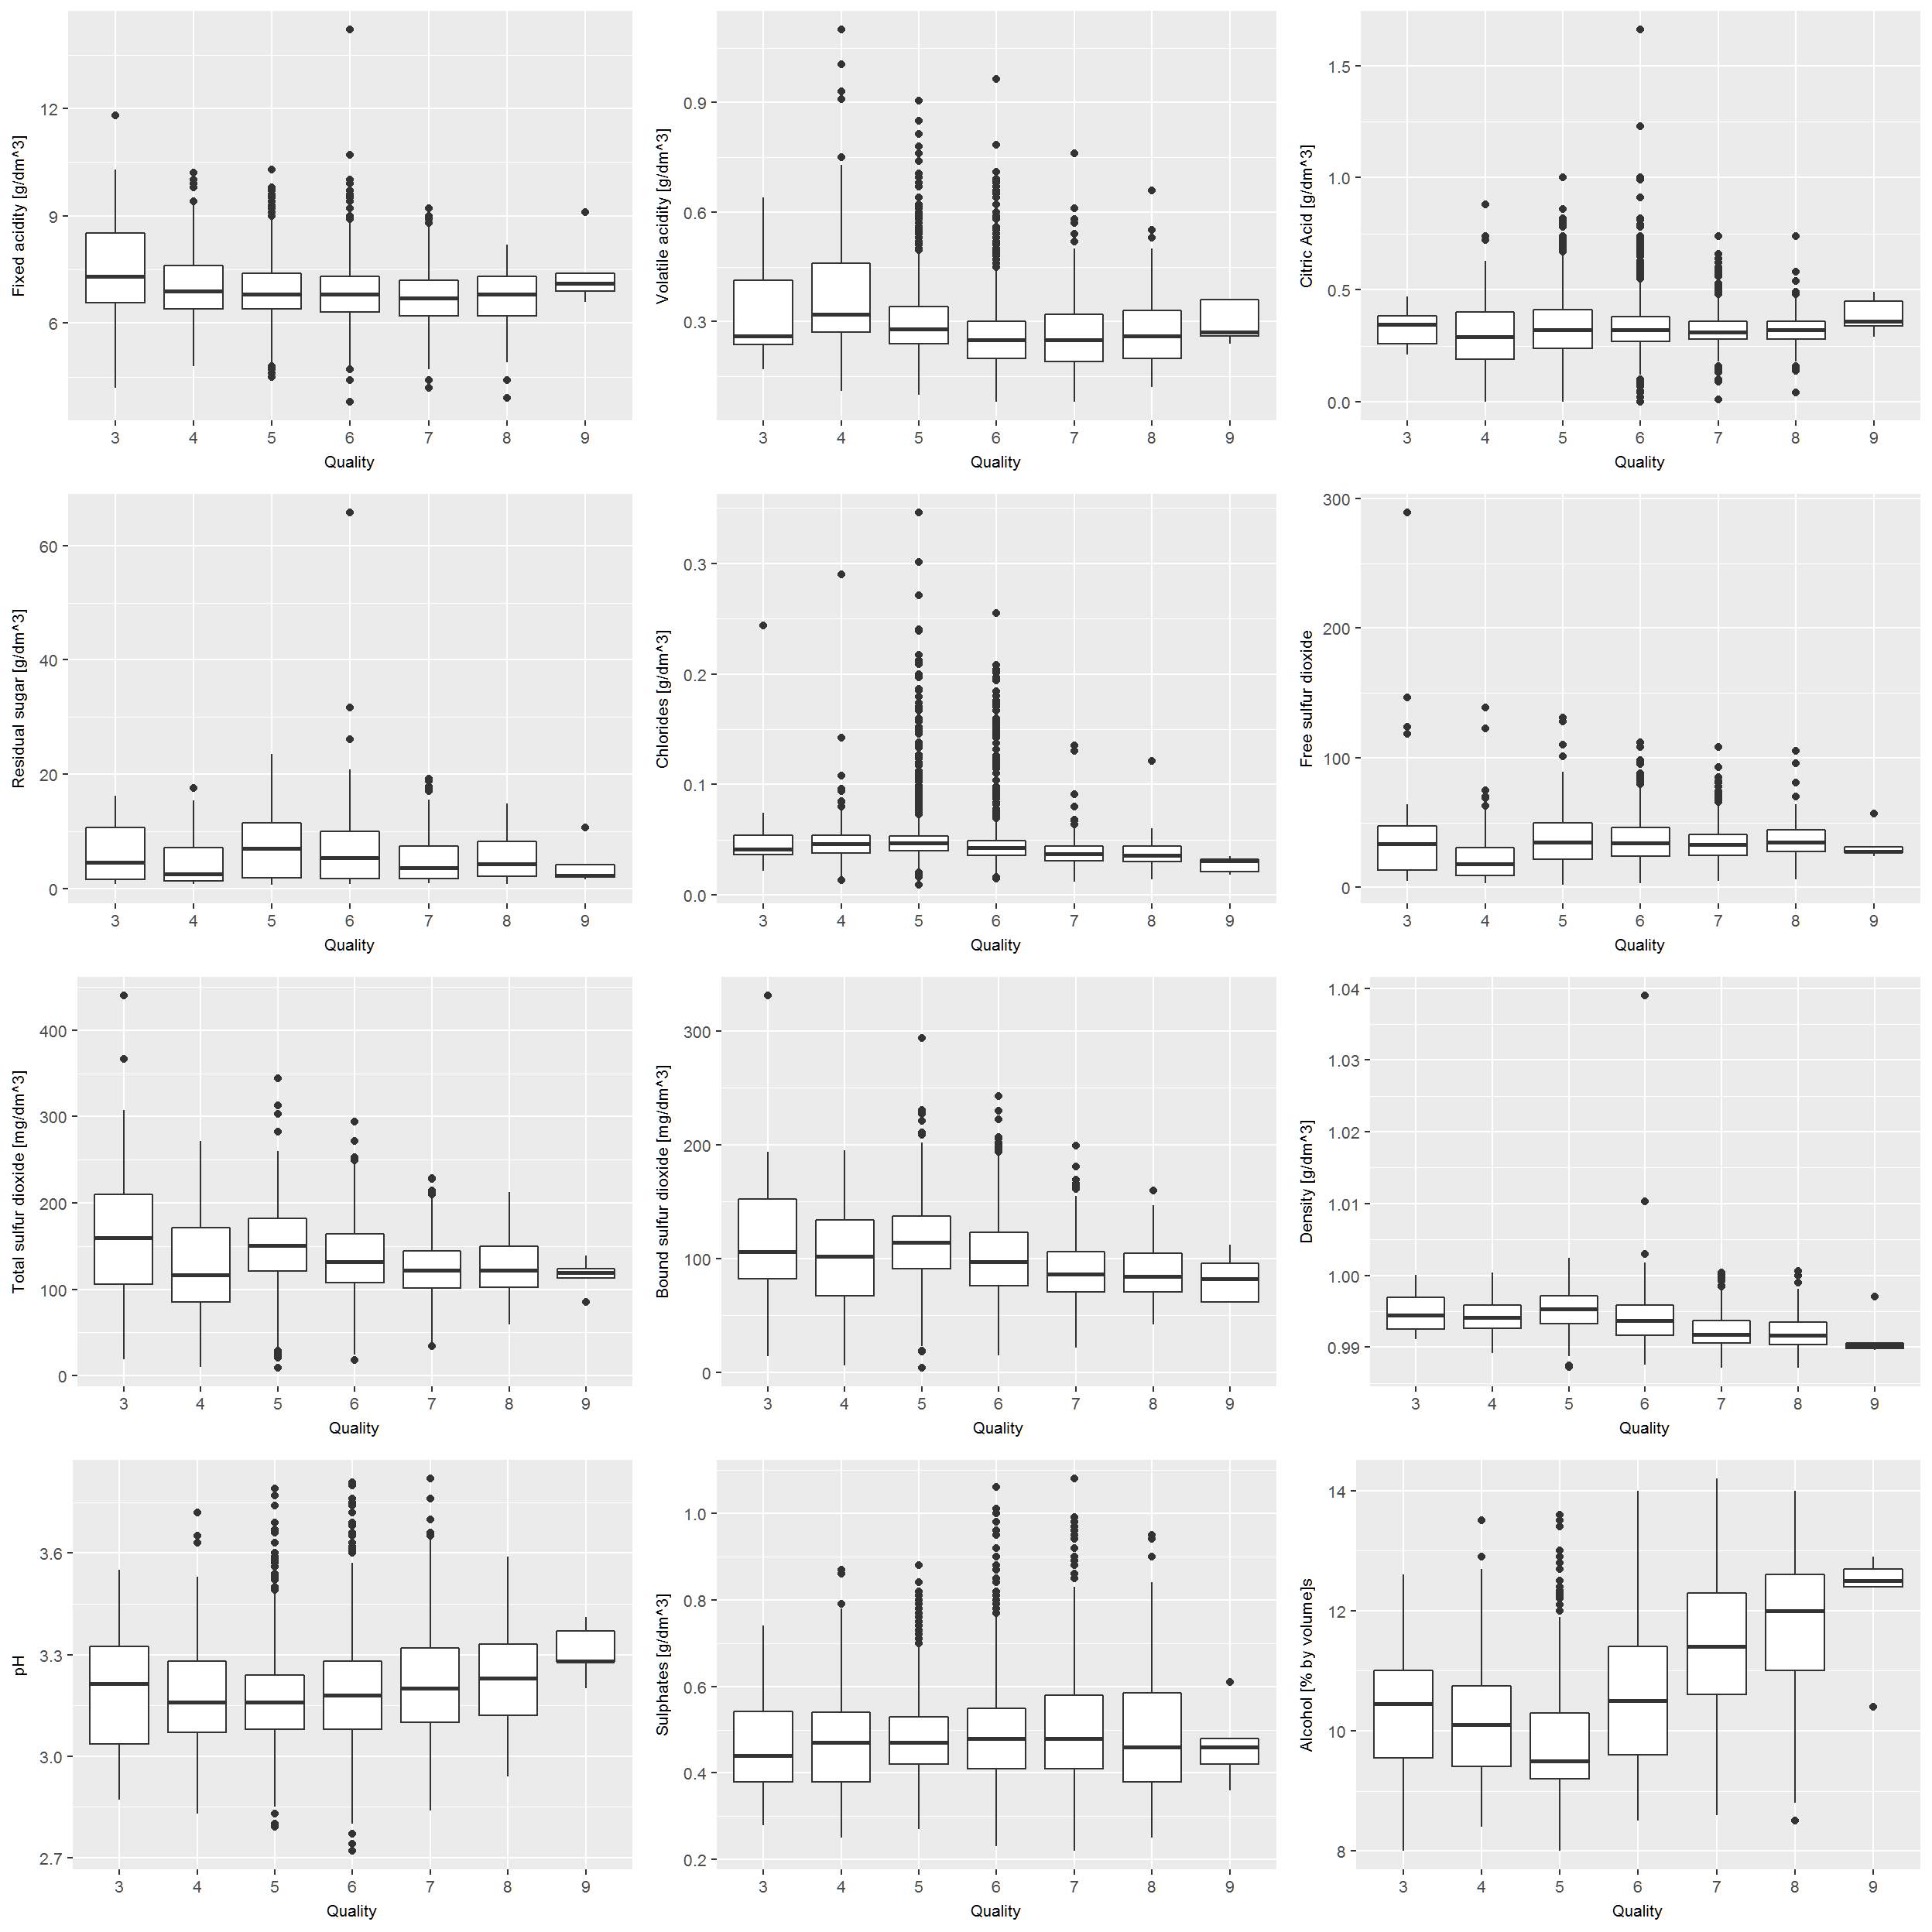 Fixed acidity [g/dm^3]
12
9
6
3 4 5 6 7 8 9
Quality
Volatile acidity [g/dm^3]
0.9
0.6
0.3
3 4 5 6 7 8 9
Quality
Citric Acid [g/dm^3]
1.5
1.0
0.5
0.0
3 4 5 6 7 8 9
Quality
Residual sugar [g/dm^3]
60
40
20
0
3 4 5 6 7 8 9
Quality
Chlorides [g/dm^3]
0.3
0.2
0.1
0.0
3 4 5 6 7 8 9
Quality
Free sulfur dioxide
300
200
100
0
3 4 5 6 7 8 9
Quality
Total sulfur dioxide [mg/dm^3]
400
300
200
100
0
3 4 5 6 7 8 9
Quality
Bound sulfur dioxide [mg/dm^3]
300
200
100
0
3 4 5 6 7 8 9
Quality
Density [g/dm^3]
1.04
1.03
1.02
1.01
1.00
0.99
3 4 5 6 7 8 9
Quality
pH
3.6
3.3
3.0
2.7
3 4 5 6 7 8 9
Quality
Sulphates [g/dm^3]
1.0
0.8
0.6
0.4
0.2
3 4 5 6 7 8 9
Quality
Alcohol [% by volume]s
14
12
10
8
3 4 5 6 7 8 9
Quality